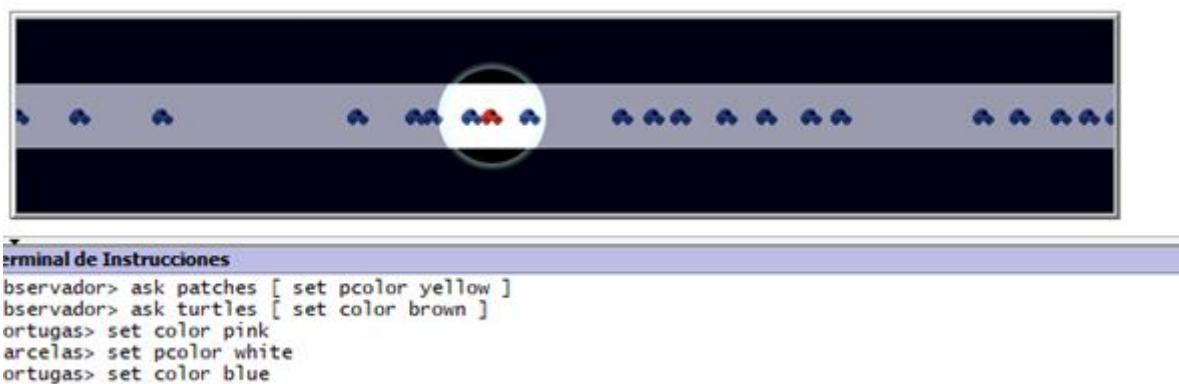 erminal de Instrucciones
bservador> ask patches [ set pcolor yellow ]
bservador> ask turtles [ set color brown ]
ortugas> set color pink
arcelas> set pcolor white
ortugas> set color blue